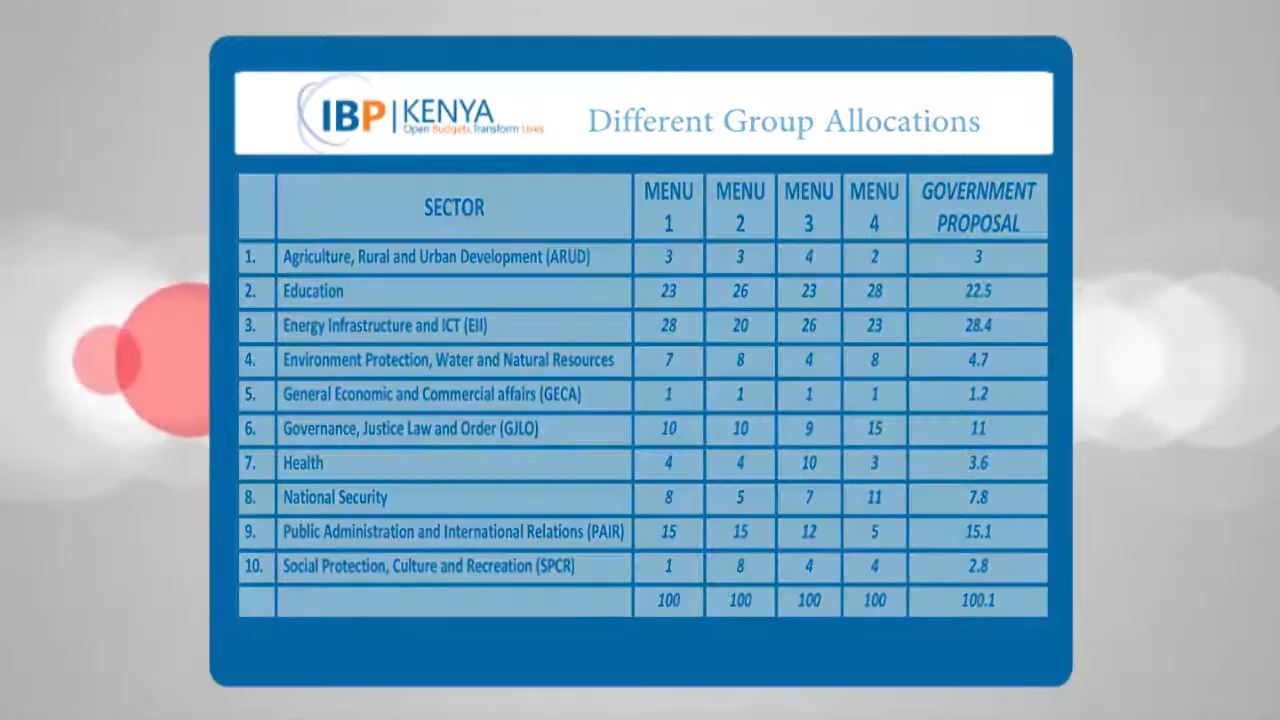 IBP | KENYA
Open Budgets. Transform Lives
Different Group Allocations
SECTOR MENU 1 MENU 2 MENU 3 MENU 4 GOVERNMENT PROPOSAL
1. Agriculture, Rural and Urban Development (ARUD) 3 3 4 2 3
2. Education 23 26 23 28 22.5
3. Energy Infrastructure and ICT (EII) 28 20 26 23 28.4
4. Environment Protection, Water and Natural Resources 7 8 4 8 4.7
5. General Economic and Commercial affairs (GECA) 1 1 1 1 1.2
6. Governance, Justice Law and Order (GJLO) 10 10 9 15 11
7. Health 4 4 10 3 3.6
8. National Security 8 5 7 11 7.8
9. Public Administration and International Relations (PAIR) 15 15 12 5 15.1
10. Social Protection, Culture and Recreation (SPCR) 1 8 4 4 2.8
100 100 100 100 100.1